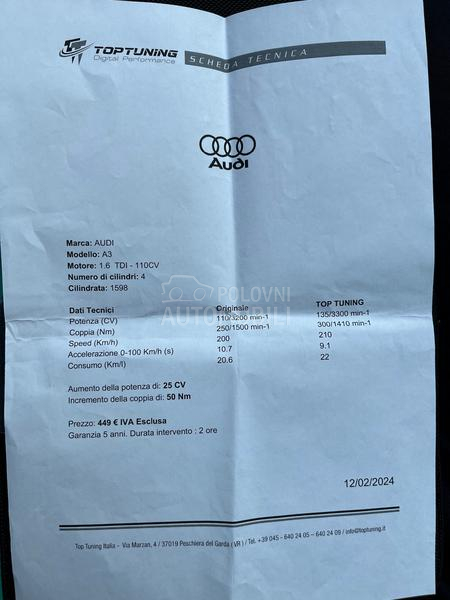 TOPTUNING
Digital Performance
SCHEDA TECNICA
Audi
Marca: AUDI
Modello: A3
Motore: 1.6 TDI - 110CV
Numero di cilindri: 4
Cilindrata: 1598
Dati Tecnici Originale TOP TUNING
Potenza (CV) 110/3200 min-1 135/3300 min-1
Coppia (Nm) 250/1500 min-1 300/1410 min-1
Speed (Km/h) 200 210
Accelerazione 0-100 Km/h (s) 10.7 9.1
Consumo (Km/l) 20.6 22
POLOVNI
AUTOMOBILI
Aumento della potenza di: 25 CV
Incremento della coppia di: 50 Nm
Prezzo: 449 € IVA Esclusa
Garanzia 5 anni. Durata intervento : 2 ore
12/02/2024
Top Tuning Italia - Via Marzan, 4 / 37019 Peschiera del Garda ( VR ) / Tel. +39 045 - 640 24 05 – 640 24 09 / info@toptuning.it